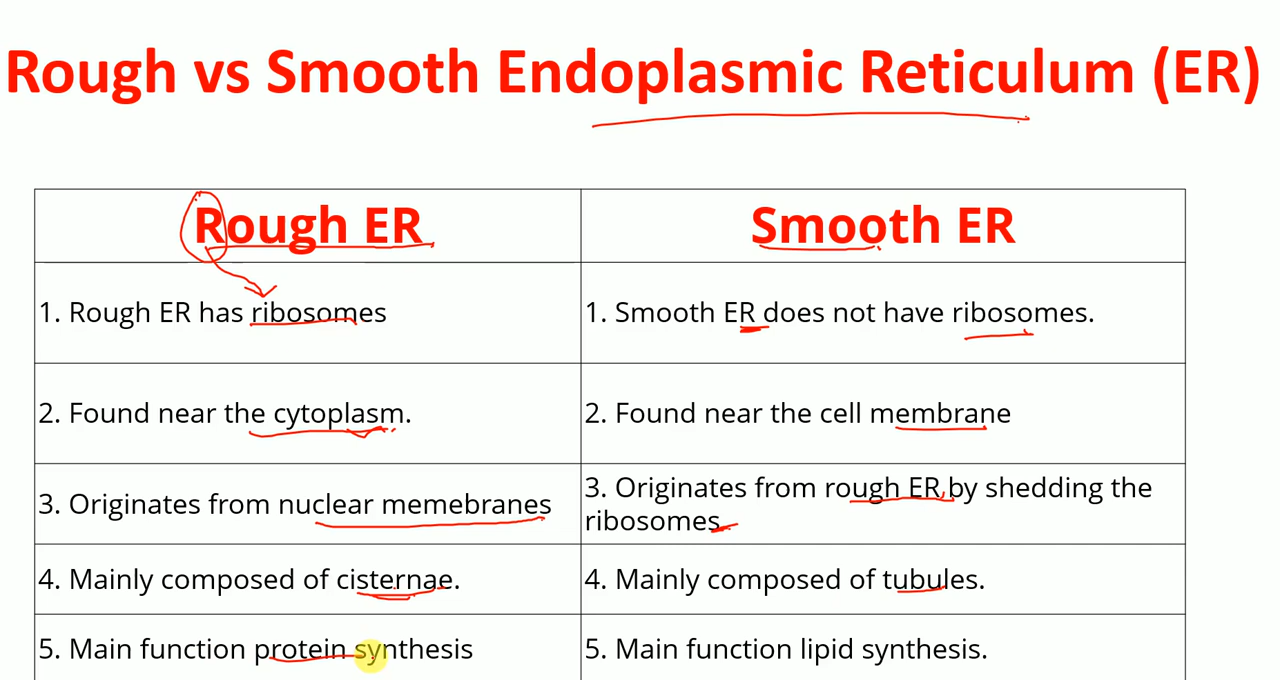 Rough vs Smooth Endoplasmic Reticulum (ER)
Rough ER
Smooth ER
1. Rough ER has ribosomes
1. Smooth ER does not have ribosomes.
2. Found near the cytoplasm.
2. Found near the cell membrane
3. Originates from nuclear memebranes
3. Originates from rough ER by shedding the
ribosomes.
4. Mainly composed of cisternae.
4. Mainly composed of tubules.
5. Main function protein synthesis
5. Main function lipid synthesis.